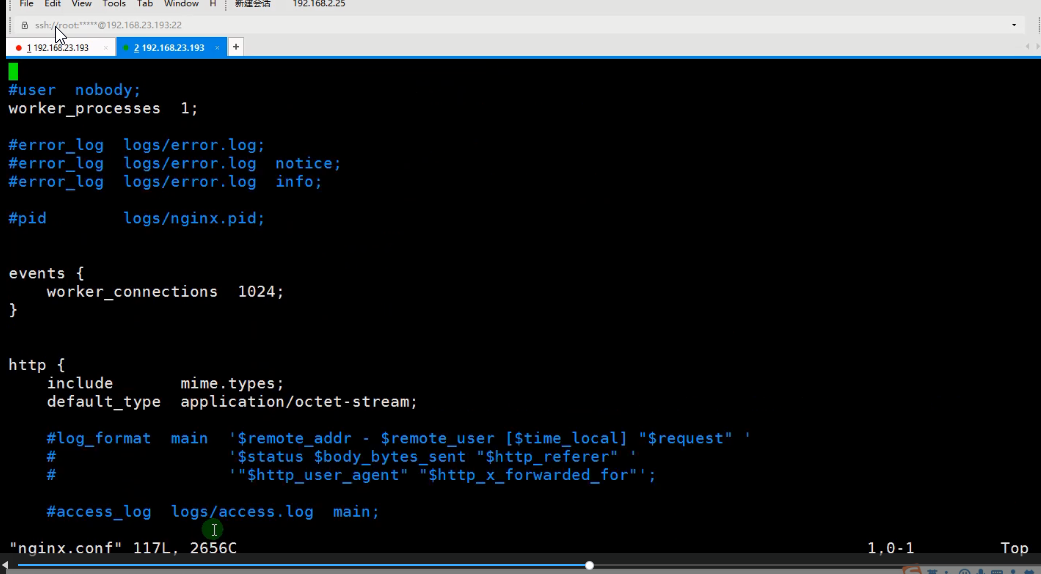 File Edit View Tools Tab Window H 新建会话 192.168.2.25
ssh://root:*****@192.168.23.193:22
1 192.168.23.193 × 2 192.168.23.193 × +
#user  nobody;
worker_processes  1;
#error_log  logs/error.log;
#error_log  logs/error.log  notice;
#error_log  logs/error.log  info;
#pid        logs/nginx.pid;
events {
    worker_connections  1024;
}
http {
    include       mime.types;
    default_type  application/octet-stream;
    #log_format  main  '$remote_addr - $remote_user [$time_local] "$request" '
    #                  '$status $body_bytes_sent "$http_referer" '
    #                  '"$http_user_agent" "$http_x_forwarded_for"';
    #access_log  logs/access.log  main;
"nginx.conf" 117L, 2656C 1,0-1 Top